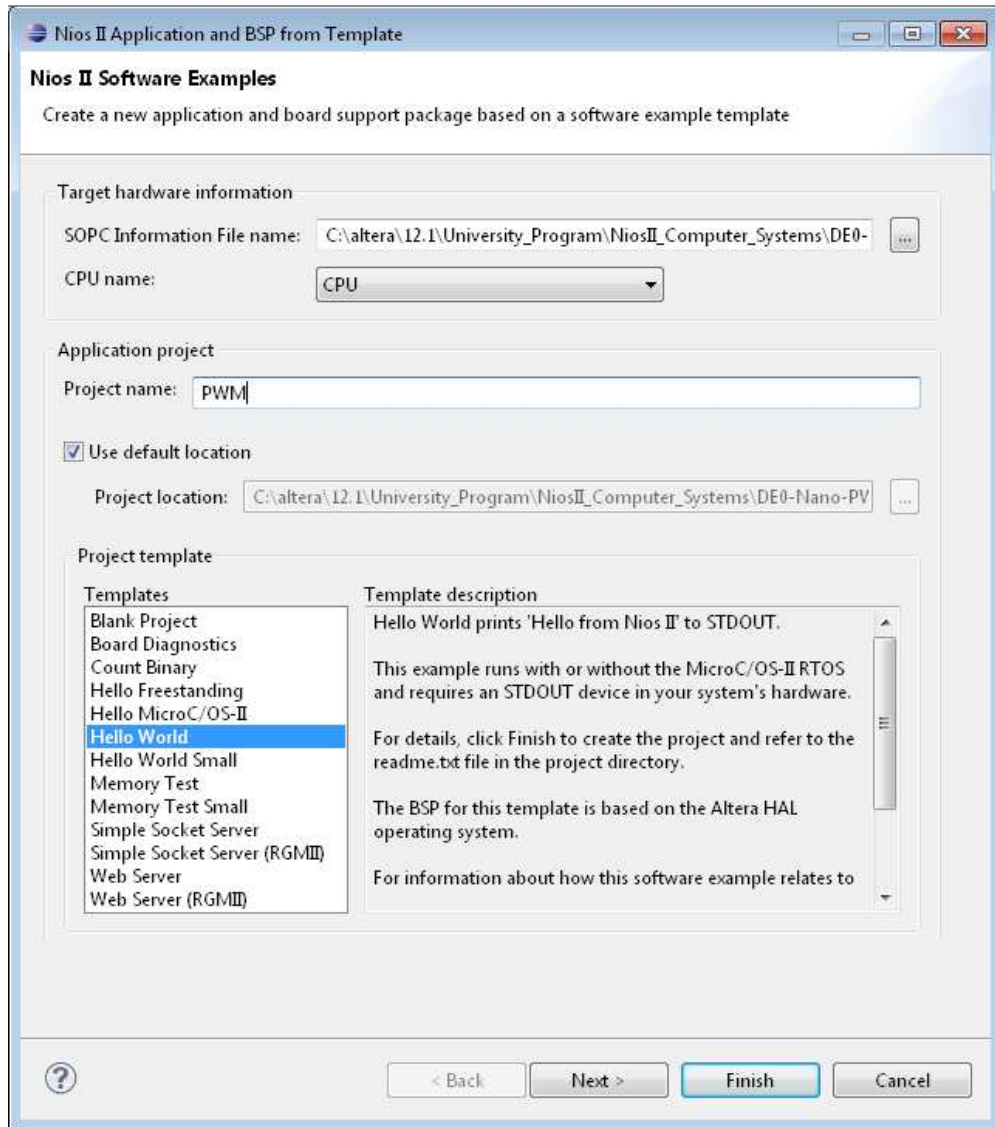 Nios II Application and BSP from Template
Nios II Software Examples
Create a new application and board support package based on a software example template
Target hardware information
SOPC Information File name: C:\altera\12.1\University_Program\NiosII_Computer_Systems\DE0- ...
CPU name: CPU
Application project
Project name: PWM
Use default location
Project location: C:\altera\12.1\University_Program\NiosII_Computer_Systems\DE0-Nano-PV ...
Project template
Templates
Blank Project
Board Diagnostics
Count Binary
Hello Freestanding
Hello MicroC/OS-II
Hello World
Hello World Small
Memory Test
Memory Test Small
Simple Socket Server
Simple Socket Server (RGMII)
Web Server
Web Server (RGMII)
Template description
Hello World prints 'Hello from Nios II' to STDOUT.
This example runs with or without the MicroC/OS-II RTOS
and requires an STDOUT device in your system's hardware.
For details, click Finish to create the project and refer to the
readme.txt file in the project directory.
The BSP for this template is based on the Altera HAL
operating system.
For information about how this software example relates to
? < Back Next > Finish Cancel